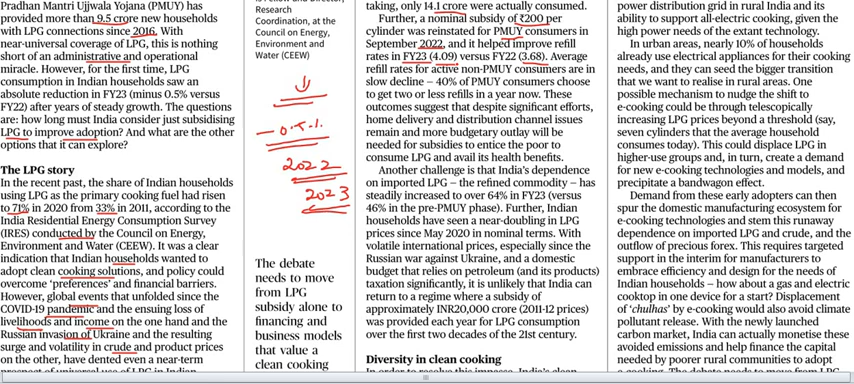 Pradhan Mantri Ujjwala Yojana (PMUY) has
provided more than 9.5 crore new households
with LPG connections since 2016. With
near-universal coverage of LPG, this is nothing
short of an administrative and operational
miracle. However, for the first time, LPG
consumption in Indian households saw an
absolute reduction in FY23 (minus 0.5% versus
FY22) after years of steady growth. The questions
are: how long must India consider just subsidising
LPG to improve adoption? And what are the other
options that it can explore?
The LPG story
In the recent past, the share of Indian households
using LPG as the primary cooking fuel had risen
to 71% in 2020 from 33% in 2011, according to the
India Residential Energy Consumption Survey
(IRES) conducted by the Council on Energy,
Environment and Water (CEEW). It was a clear
indication that Indian households wanted to
adopt clean cooking solutions, and policy could
overcome ‘preferences’ and financial barriers.
However, global events that unfolded since the
COVID-19 pandemic and the ensuing loss of
livelihoods and income on the one hand and the
Russian invasion of Ukraine and the resulting
surge and volatility in crude and product prices
on the other, have dented even a near-term
prospect of universal use of LPG in Indian
Research
Coordination, at the
Council on Energy,
Environment and
Water (CEEW)
- 0.5%
2022
2023
The debate
needs to move
from LPG
subsidy alone to
financing and
business models
that value a
clean cooking
taking, only 14.1 crore were actually consumed.
Further, a nominal subsidy of ₹200 per
cylinder was reinstated for PMUY consumers in
September 2022, and it helped improve refill
rates in FY23 (4.09) versus FY22 (3.68). Average
refill rates for active non-PMUY consumers are in
slow decline – 40% of PMUY consumers choose
to get two or less refills in a year now. These
outcomes suggest that despite significant efforts,
home delivery and distribution channel issues
remain and more budgetary outlay will be
needed for subsidies to entice the poor to
consume LPG and avail its health benefits.
Another challenge is that India’s dependence
on imported LPG – the refined commodity – has
steadily increased to over 64% in FY23 (versus
46% in the pre-PMUY phase). Further, Indian
households have seen a near-doubling in LPG
prices since May 2020 in nominal terms. With
volatile international prices, especially since the
Russian war against Ukraine, and a domestic
budget that relies on petroleum (and its products)
taxation significantly, it is unlikely that India can
return to a regime where a subsidy of
approximately INR20,000 crore (2011-12 prices)
was provided each year for LPG consumption
over the first two decades of the 21st century.
Diversity in clean cooking
power distribution grid in rural India and its
ability to support all-electric cooking, given the
high power needs of the extant technology.
In urban areas, nearly 10% of households
already use electrical appliances for their cooking
needs, and they can seed the bigger transition
that we want to realise in rural areas. One
possible mechanism to nudge the shift to
e-cooking could be through telescopically
increasing LPG prices beyond a threshold (say,
seven cylinders that the average household
consumes today). This could displace LPG in
higher-use groups and, in turn, create a demand
for new e-cooking technologies and models, and
precipitate a bandwagon effect.
Demand from these early adopters can then
spur the domestic manufacturing ecosystem for
e-cooking technologies and stem this runaway
dependence on imported LPG and crude, and the
outflow of precious forex. This requires targeted
support in the interim for manufacturers to
embrace efficiency and design for the needs of
Indian households – how about a gas and electric
cooktop in one device for a start? Displacement
of ‘chulhas’ by e-cooking would also avoid climate
pollutant release. With the newly launched
carbon market, India can actually monetise these
avoided emissions and help finance the capital
needed by poorer rural communities to adopt